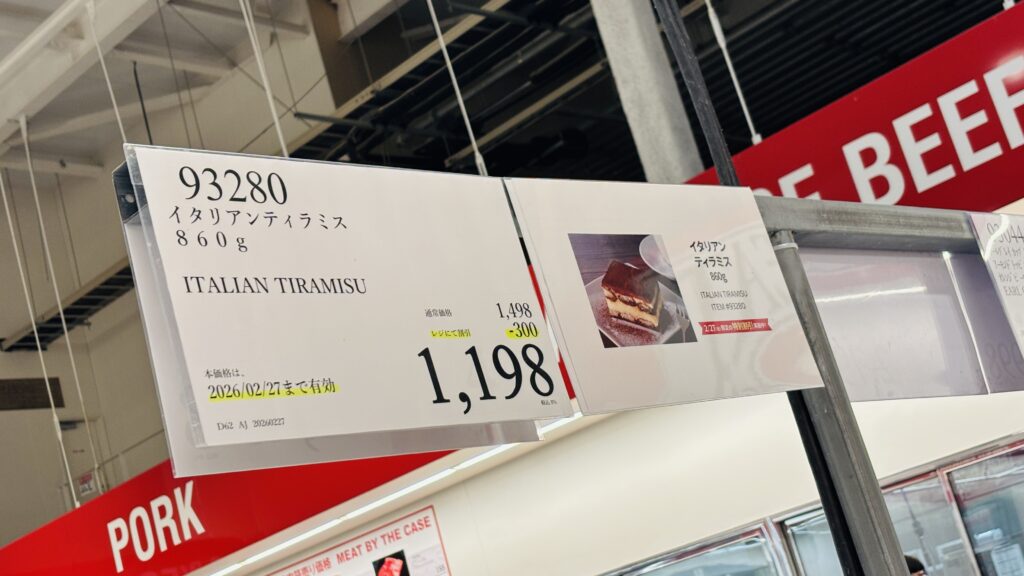 93280
イタリアンティラミス
860g
ITALIAN TIRAMISU
通常価格 1,498
レジにて割引 -300
1,198
本価格は、
2026/02/27まで有効
D62 AJ 20260227
イタリアン
ティラミス
860g
ITALIAN TIRAMISU
ITEM #93280
BEEF
PORK
MEAT BY THE CASE